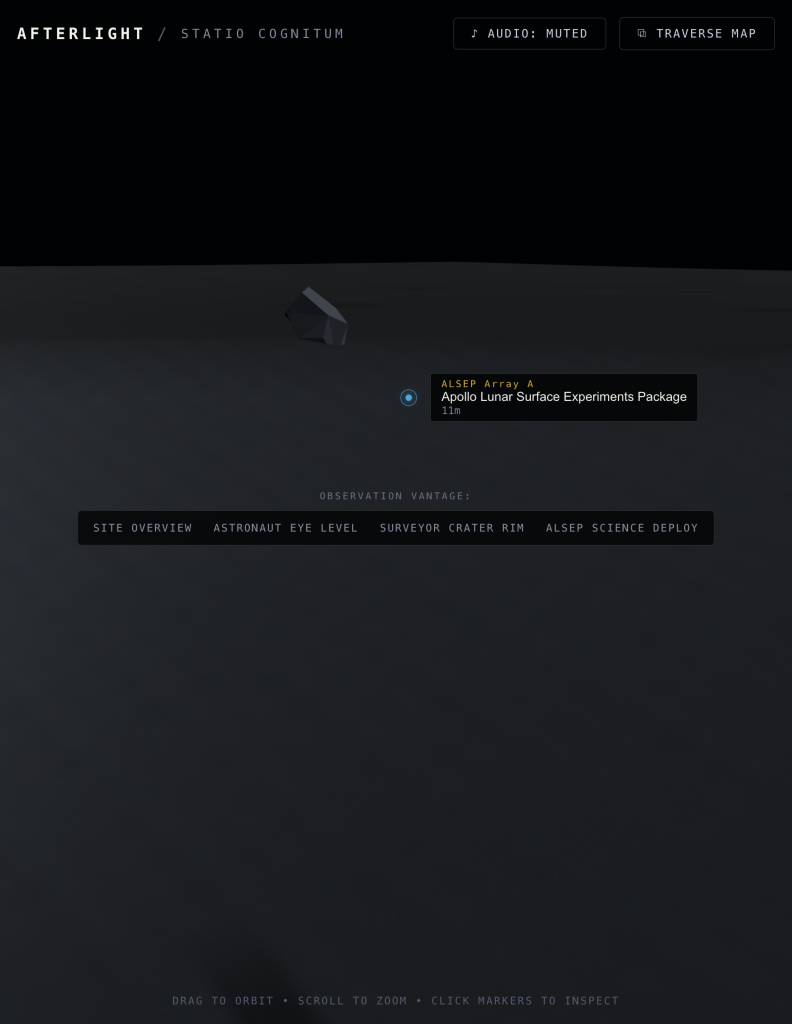 AFTERLIGHT / STATIO COGNITUM
♪ AUDIO: MUTED
TRAVERSE MAP
ALSEP Array A
Apollo Lunar Surface Experiments Package
11m
OBSERVATION VANTAGE:
SITE OVERVIEW ASTRONAUT EYE LEVEL SURVEYOR CRATER RIM ALSEP SCIENCE DEPLOY
DRAG TO ORBIT • SCROLL TO ZOOM • CLICK MARKERS TO INSPECT